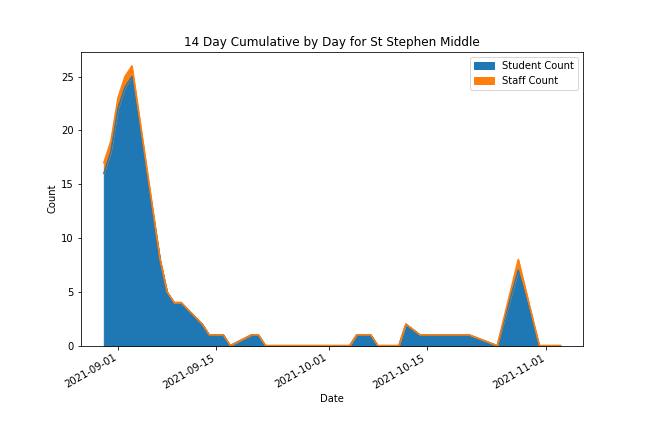 14 Day Cumulative by Day for St Stephen Middle
Student Count
Staff Count
25
20
15
10
5
0
Count
2021-09-01
2021-09-15
2021-10-01
2021-10-15
2021-11-01
Date